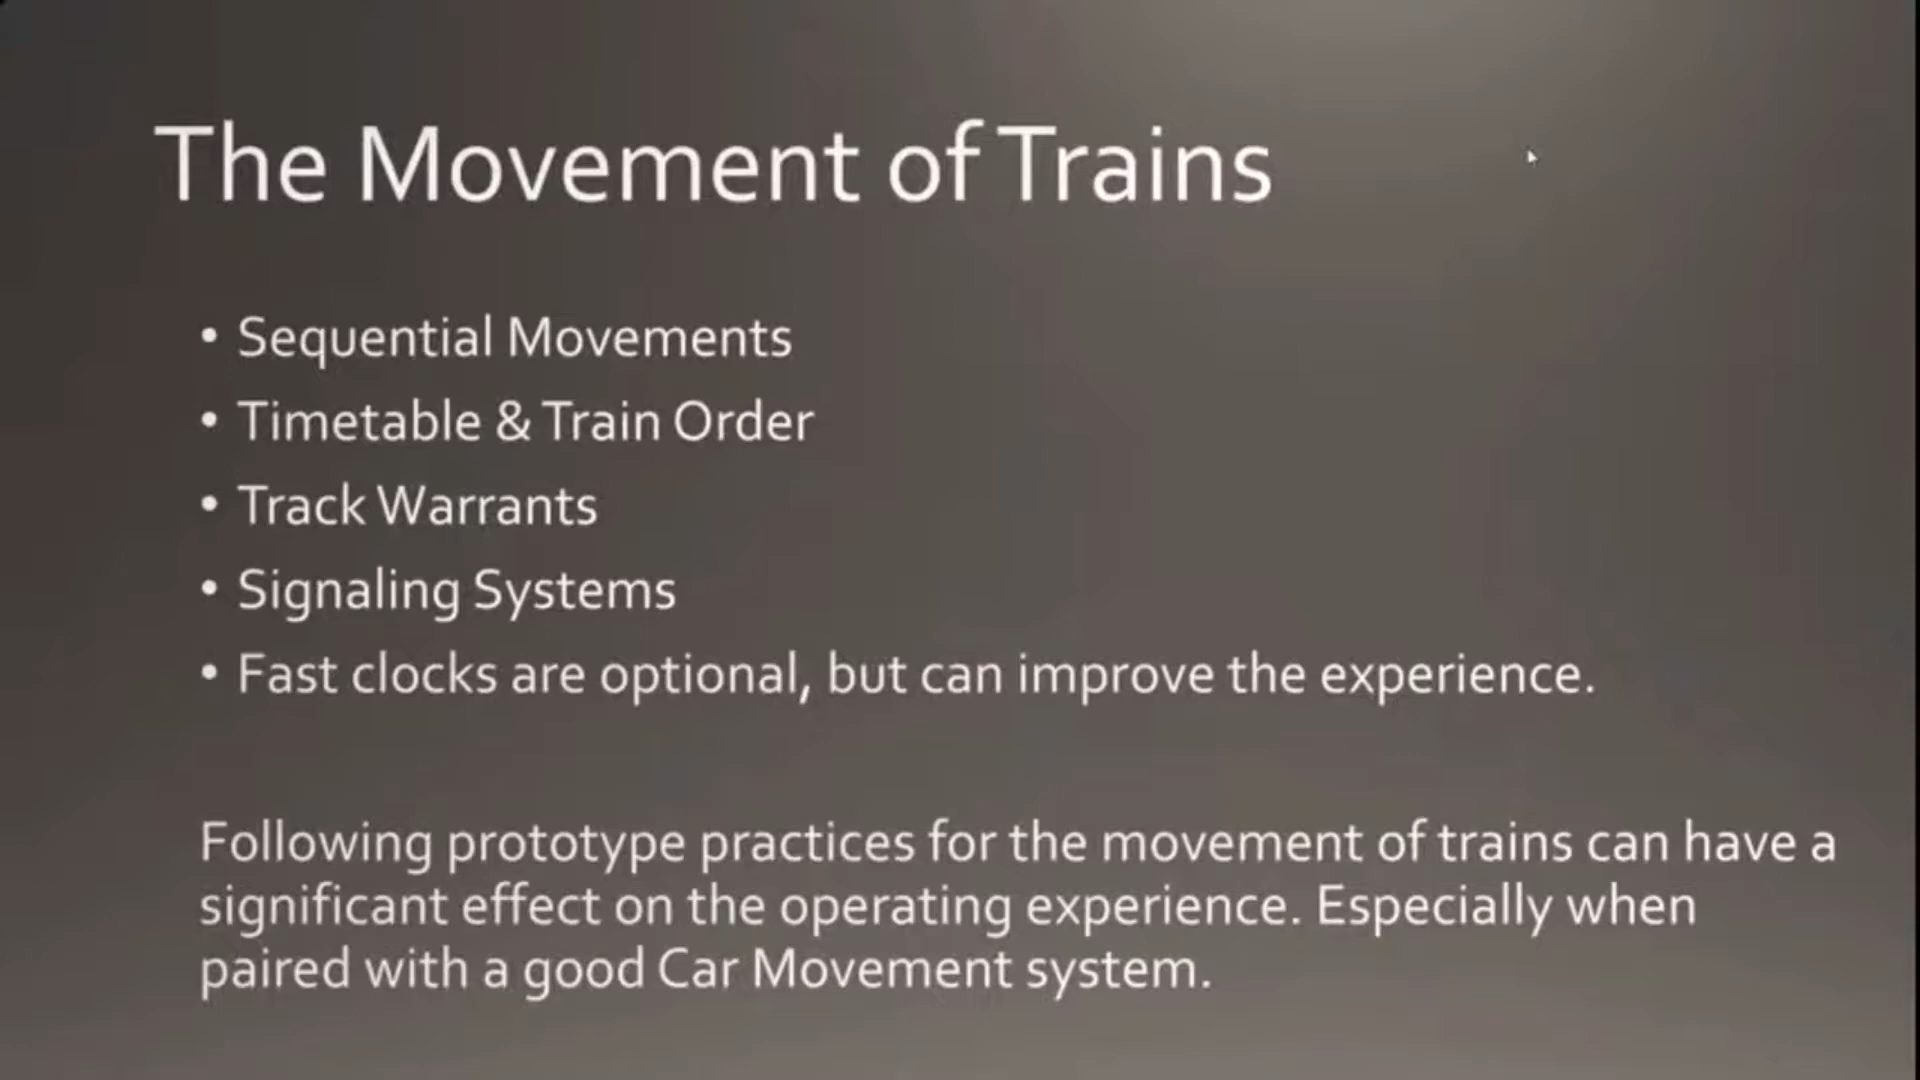 The Movement of Trains
• Sequential Movements
• Timetable & Train Order
• Track Warrants
• Signaling Systems
• Fast clocks are optional, but can improve the experience.
Following prototype practices for the movement of trains can have a
significant effect on the operating experience. Especially when
paired with a good Car Movement system.